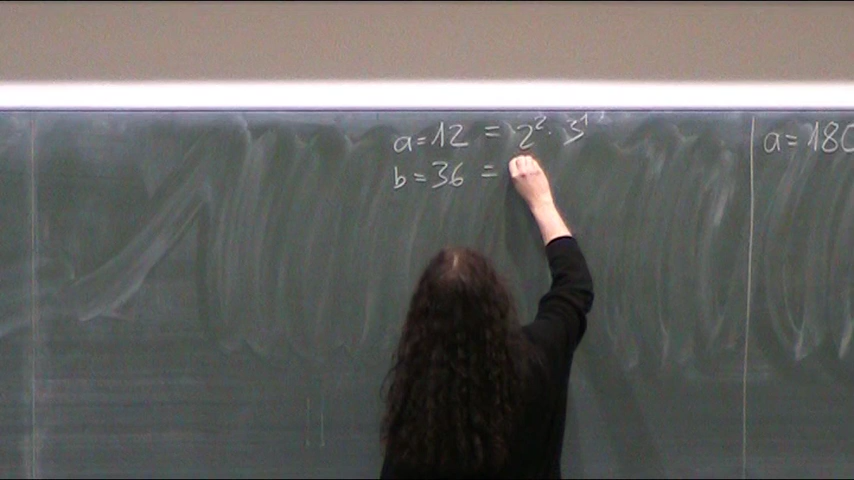 a=12 = 2² · 3¹
b=36 =
a=180